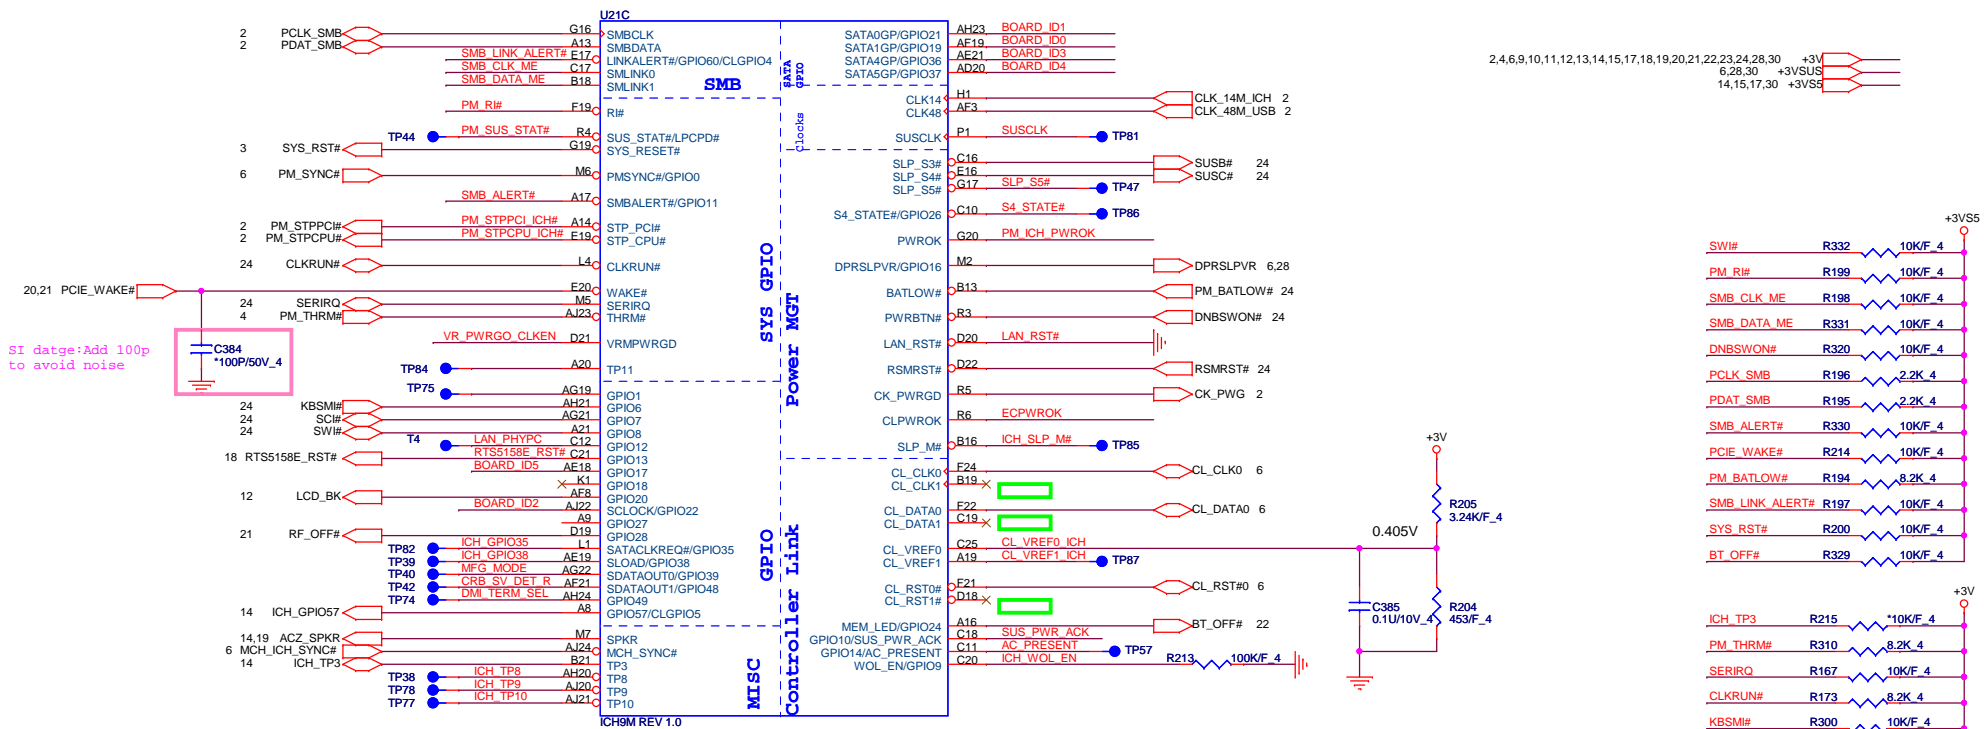 U21C
2 PCLK_SMB G16 SMBCLK
2 PDAT_SMB A13 SMBDATA
SMB_LINK_ALERT# E17 LINKALERT#/GPIO60/CLGPIO4
SMB_CLK_ME C17 SMLINK0
SMB_DATA_ME B18 SMLINK1
SMB
PM_RI# F19 RI#
TP44 PM_SUS_STAT# R4 SUS_STAT#/LPCPD#
3 SYS_RST# G19 SYS_RESET#
6 PM_SYNC# M6 PMSYNC#/GPIO0
SMB_ALERT# A17 SMBALERT#/GPIO11
2 PM_STPPCI# PM_STPPCI_ICH# A14 STP_PCI#
2 PM_STPCPU# PM_STPCPU_ICH# E19 STP_CPU#
24 CLKRUN# L4 CLKRUN#
20,21 PCIE_WAKE# E20 WAKE#
24 SERIRQ M5 SERIRQ
4 PM_THRM# AJ23 THRM#
VR_PWRGO_CLKEN D21 VRMPWRGD
SI datge:Add 100p
to avoid noise
C384
*100P/50V_4
TP84 A20 TP11
TP75 AG19 GPIO1
24 KBSMI# AH21 GPIO6
24 SCI# AG21 GPIO7
24 SWI# A21 GPIO8
T4 LAN_PHYPC C12 GPIO12
18 RTS5158E_RST# RTS5158E_RST# C21 GPIO13
BOARD_ID5 AE18 GPIO17
K1 GPIO18
12 LCD_BK AF8 GPIO20
BOARD_ID2 AJ22 SCLOCK/GPIO22
A9 GPIO27
21 RF_OFF# D19 GPIO28
TP82 ICH_GPIO35 L1 SATACLKREQ#/GPIO35
TP39 ICH_GPIO38 AE19 SLOAD/GPIO38
TP40 MFG_MODE AG22 SDATAOUT0/GPIO39
TP42 CRB_SV_DET_R AF21 SDATAOUT1/GPIO48
TP74 DMI_TERM_SEL AH24 GPIO49
14 ICH_GPIO57 A8 GPIO57/CLGPIO5
14,19 ACZ_SPKR M7 SPKR
6 MCH_ICH_SYNC# AJ24 MCH_SYNC#
14 ICH_TP3 B21 TP3
TP38 ICH_TP8 AH20 TP8
TP78 ICH_TP9 AJ20 TP9
TP77 ICH_TP10 AJ21 TP10
ICH9M REV 1.0
SYS GPIO
GPIO
MISC
SATA
GPIO
Clocks
Power MGT
Controller Link
SATA0GP/GPIO21 AH23 BOARD_ID1
SATA1GP/GPIO19 AF19 BOARD_ID0
SATA4GP/GPIO36 AE21 BOARD_ID3
SATA5GP/GPIO37 AD20 BOARD_ID4
CLK14 H1 CLK_14M_ICH 2
CLK48 AF3 CLK_48M_USB 2
SUSCLK P1 SUSCLK TP81
SLP_S3# C16 SUSB# 24
SLP_S4# E16 SUSC# 24
SLP_S5# G17 SLP_S5# TP47
S4_STATE#/GPIO26 C10 S4_STATE# TP86
PWROK G20 PM_ICH_PWROK
DPRSLPVR/GPIO16 M2 DPRSLPVR 6,28
BATLOW# B13 PM_BATLOW# 24
PWRBTN# R3 DNBSWON# 24
LAN_RST# D20 LAN_RST#
RSMRST# D22 RSMRST# 24
CK_PWRGD R5 CK_PWG 2
CLPWROK R6 ECPWROK
SLP_M# B16 ICH_SLP_M# TP85
CL_CLK0 F24 CL_CLK0 6
CL_CLK1 B19
CL_DATA0 F22 CL_DATA0 6
CL_DATA1 C19
CL_VREF0 C25 CL_VREF0_ICH
CL_VREF1 A19 CL_VREF1_ICH TP87
CL_RST0# F21 CL_RST#0 6
CL_RST1# D18
MEM_LED/GPIO24 A16 BT_OFF# 22
GPIO10/SUS_PWR_ACK C18 SUS_PWR_ACK
GPIO14/AC_PRESENT C11 AC_PRESENT TP57
WOL_EN/GPIO9 C20 ICH_WOL_EN R213 100K/F_4
+3V
R205
3.24K/F_4
0.405V
C385
0.1U/10V_4
R204
453/F_4
2,4,6,9,10,11,12,13,14,15,17,18,19,20,21,22,23,24,28,30 +3V
6,28,30 +3VSUS
14,15,17,30 +3VS5
+3VS5
SWI# R332 10K/F_4
PM_RI# R199 10K/F_4
SMB_CLK_ME R198 10K/F_4
SMB_DATA_ME R331 10K/F_4
DNBSWON# R320 10K/F_4
PCLK_SMB R196 2.2K_4
PDAT_SMB R195 2.2K_4
SMB_ALERT# R330 10K/F_4
PCIE_WAKE# R214 10K/F_4
PM_BATLOW# R194 8.2K_4
SMB_LINK_ALERT# R197 10K/F_4
SYS_RST# R200 10K/F_4
BT_OFF# R329 10K/F_4
+3V
ICH_TP3 R215 *10K/F_4
PM_THRM# R310 8.2K_4
SERIRQ R167 10K/F_4
CLKRUN# R173 8.2K_4
KBSMI# R300 10K/F_4